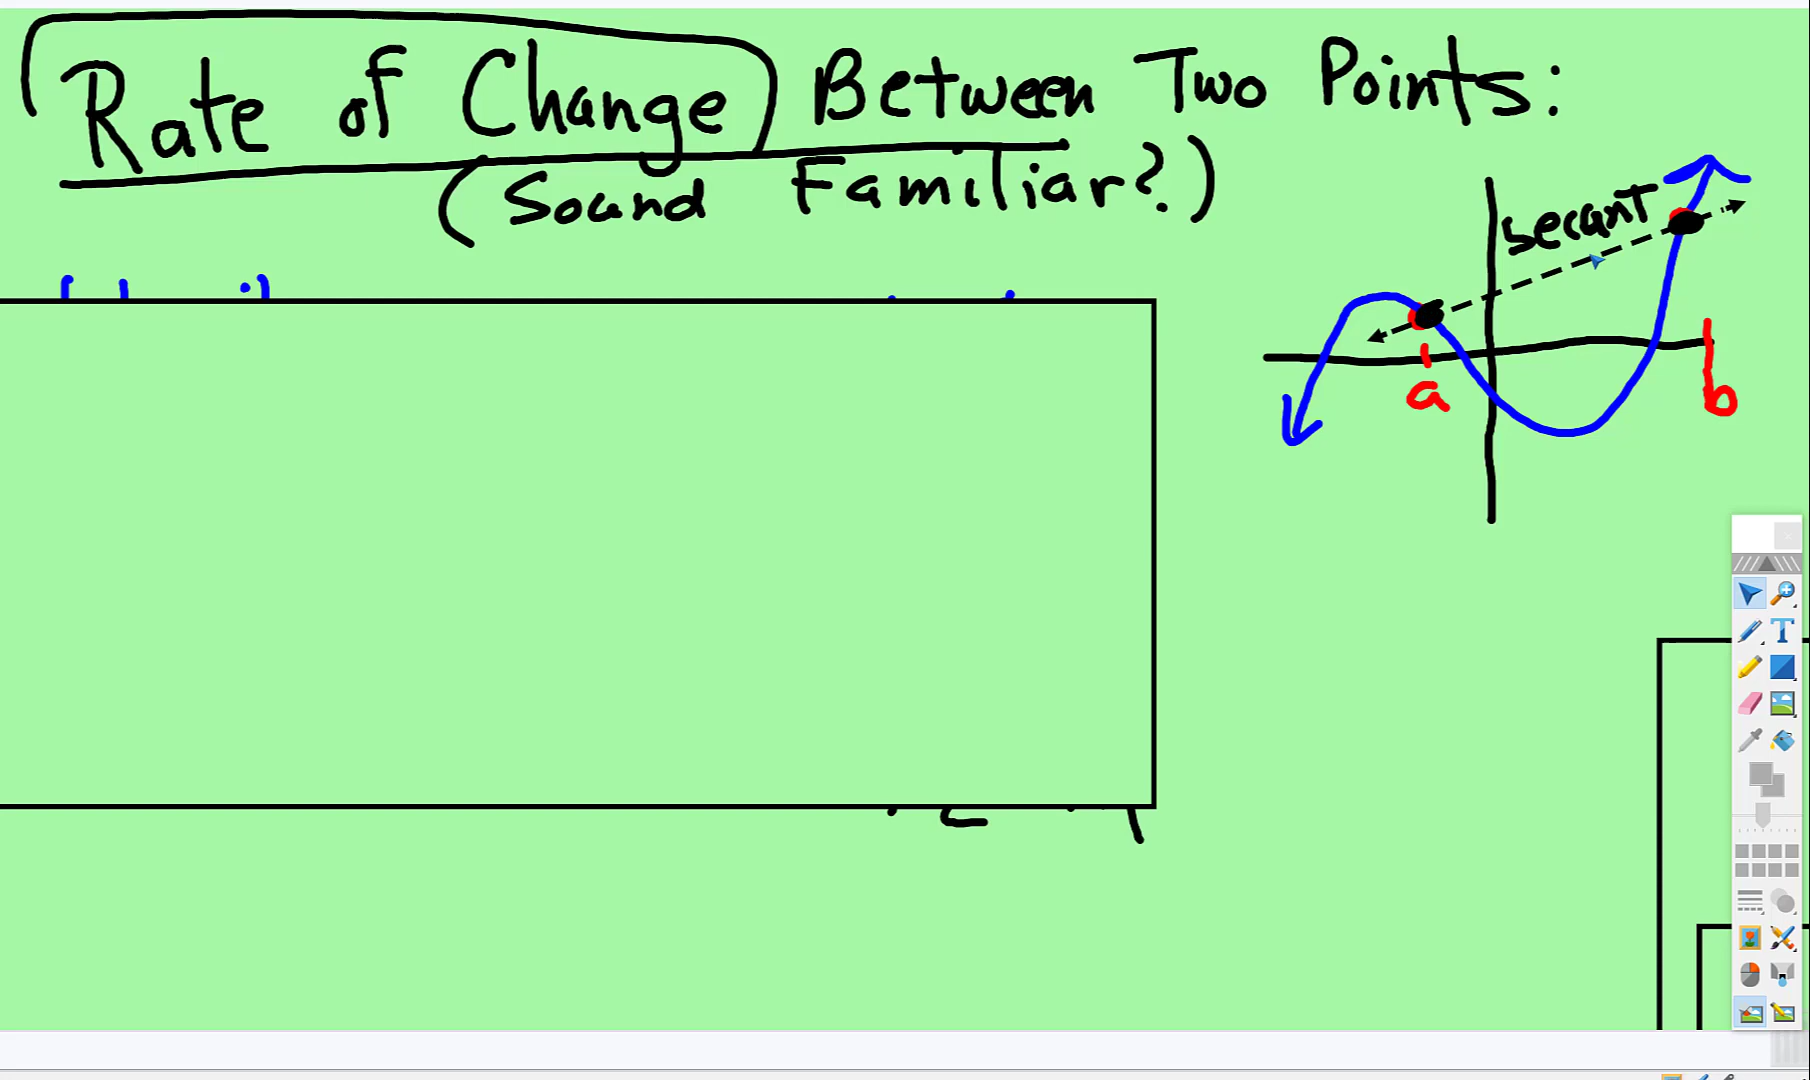 Rate of Change Between Two Points:
(Sound Familiar?)
secant
a
b